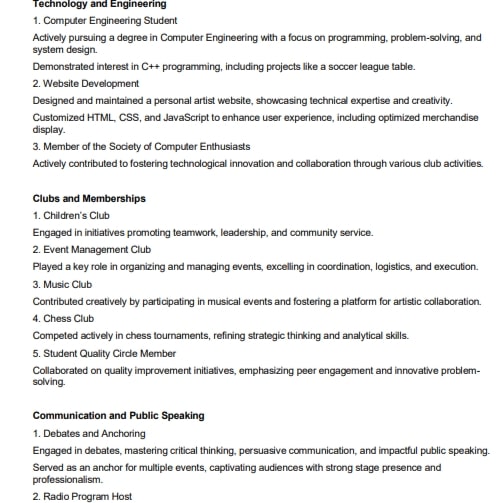 Technology and Engineering
1. Computer Engineering Student
Actively pursuing a degree in Computer Engineering with a focus on programming, problem-solving, and
system design.
Demonstrated interest in C++ programming, including projects like a soccer league table.
2. Website Development
Designed and maintained a personal artist website, showcasing technical expertise and creativity.
Customized HTML, CSS, and JavaScript to enhance user experience, including optimized merchandise
display.
3. Member of the Society of Computer Enthusiasts
Actively contributed to fostering technological innovation and collaboration through various club activities.
Clubs and Memberships
1. Children's Club
Engaged in initiatives promoting teamwork, leadership, and community service.
2. Event Management Club
Played a key role in organizing and managing events, excelling in coordination, logistics, and execution.
3. Music Club
Contributed creatively by participating in musical events and fostering a platform for artistic collaboration.
4. Chess Club
Competed actively in chess tournaments, refining strategic thinking and analytical skills.
5. Student Quality Circle Member
Collaborated on quality improvement initiatives, emphasizing peer engagement and innovative problem-
solving.
Communication and Public Speaking
1. Debates and Anchoring
Engaged in debates, mastering critical thinking, persuasive communication, and impactful public speaking.
Served as an anchor for multiple events, captivating audiences with strong stage presence and
professionalism.
2. Radio Program Host